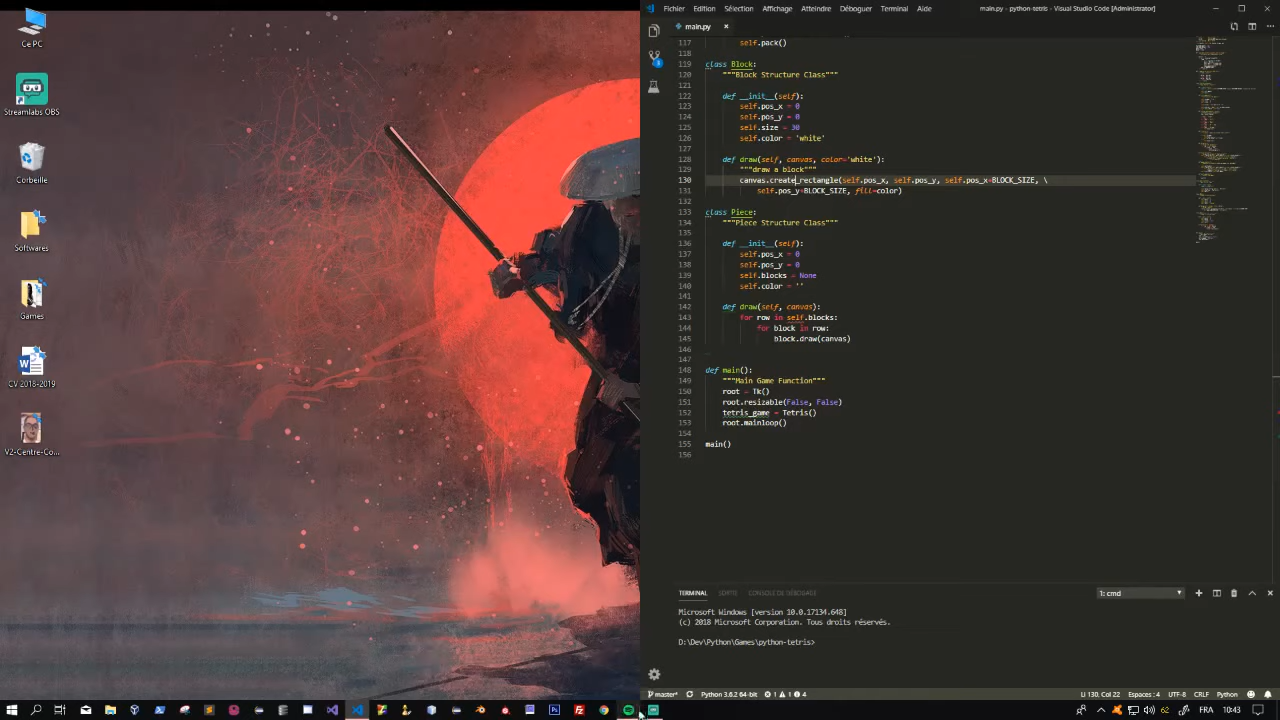 Ce PC
Streamlabs OBS
Corbeille
Softwares
Games
CV 2018-2019
V2-Centre-Co...
Fichier Edition Sélection Affichage Atteindre Déboguer Terminal Aide
main.py - python-tetris - Visual Studio Code [Administrator]
main.py ×
117 self.pack()
118
119 class Block:
120 """Block Structure Class"""
121
122 def __init__(self):
123 self.pos_x = 0
124 self.pos_y = 0
125 self.size = 30
126 self.color = 'white'
127
128 def draw(self, canvas, color='white'):
129 """draw a block"""
130 canvas.create_rectangle(self.pos_x, self.pos_y, self.pos_x+BLOCK_SIZE, \
131 self.pos_y+BLOCK_SIZE, fill=color)
132
133 class Piece:
134 """Piece Structure Class"""
135
136 def __init__(self):
137 self.pos_x = 0
138 self.pos_y = 0
139 self.blocks = None
140 self.color = ''
141
142 def draw(self, canvas):
143 for row in self.blocks:
144 for block in row:
145 block.draw(canvas)
146
147
148 def main():
149 """Main Game Function"""
150 root = Tk()
151 root.resizable(False, False)
152 tetris_game = Tetris()
153 root.mainloop()
154
155 main()
156
TERMINAL SORTIE CONSOLE DE DÉBOGAGE
1: cmd
Microsoft Windows [version 10.0.17134.648]
(c) 2018 Microsoft Corporation. Tous droits réservés.
D:\Dev\Python\Games\python-tetris>
master* Python 3.6.2 64-bit 1 1 4
Li 130, Col 22 Espaces : 4 UTF-8 CRLF Python
FRA 10:43